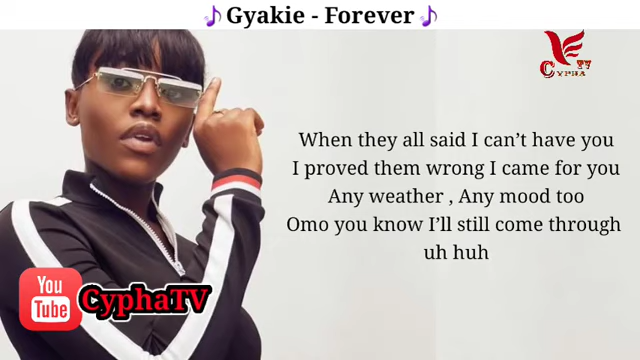 🎵Gyakie - Forever🎵
CYPHA TV
When they all said I can’t have you
I proved them wrong I came for you
Any weather , Any mood too
Omo you know I’ll still come through
uh huh
You
Tube
CyphaTV